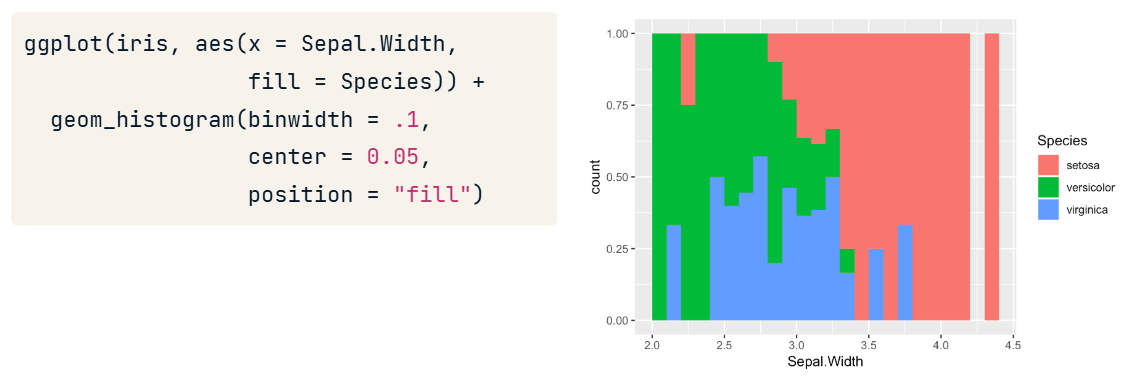 ggplot(iris, aes(x = Sepal.Width,
fill = Species)) +
geom_histogram(binwidth = .1,
center = 0.05,
position = "fill")
1.00
0.75
0.50
0.25
0.00
count
2.0 2.5 3.0 3.5 4.0 4.5
Sepal.Width
Species
setosa
versicolor
virginica